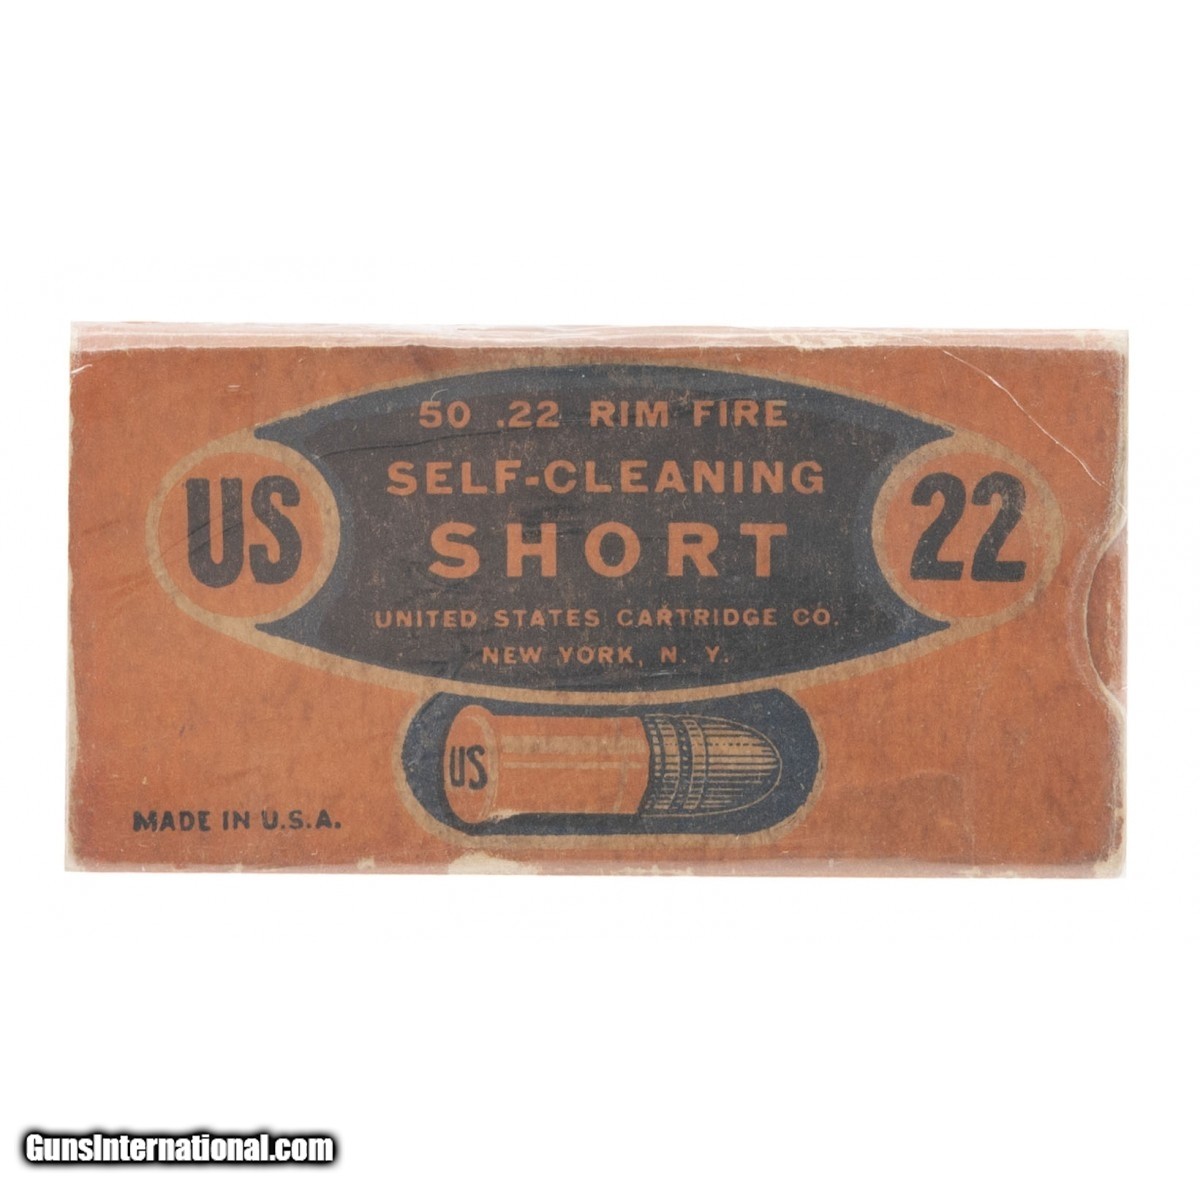 50 .22 RIM FIRE
SELF-CLEANING
SHORT
US
22
UNITED STATES CARTRIDGE CO.
NEW YORK, N. Y.
US
MADE IN U.S.A.
GunsInternational.com